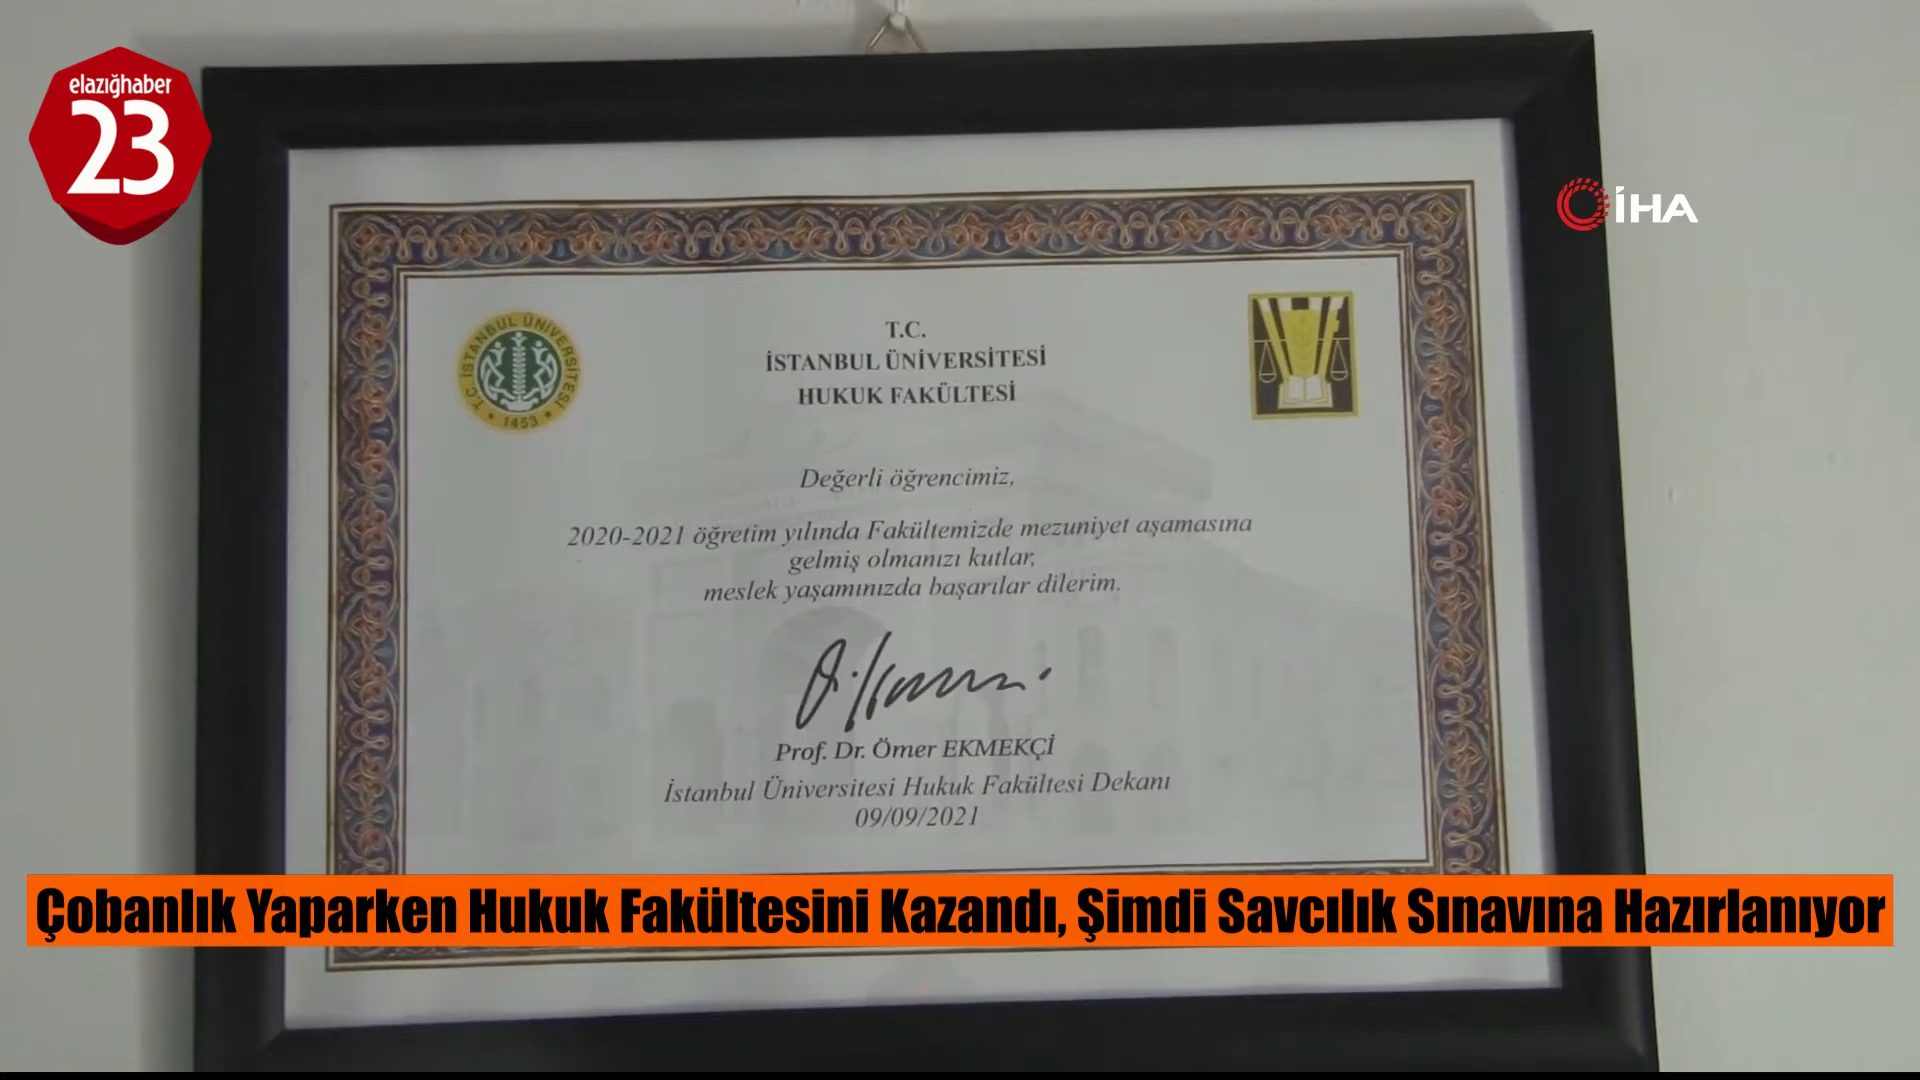 elazığhaber
23
İHA
T.C. İSTANBUL ÜNİVERSİTESİ
1453
T.C.
İSTANBUL ÜNİVERSİTESİ
HUKUK FAKÜLTESİ
Değerli öğrencimiz,
2020-2021 öğretim yılında Fakültemizde mezuniyet aşamasına
gelmiş olmanızı kutlar,
meslek yaşamınızda başarılar dilerim.
Prof. Dr. Ömer EKMEKÇİ
İstanbul Üniversitesi Hukuk Fakültesi Dekanı
09/09/2021
Çobanlık Yaparken Hukuk Fakültesini Kazandı, Şimdi Savcılık Sınavına Hazırlanıyor